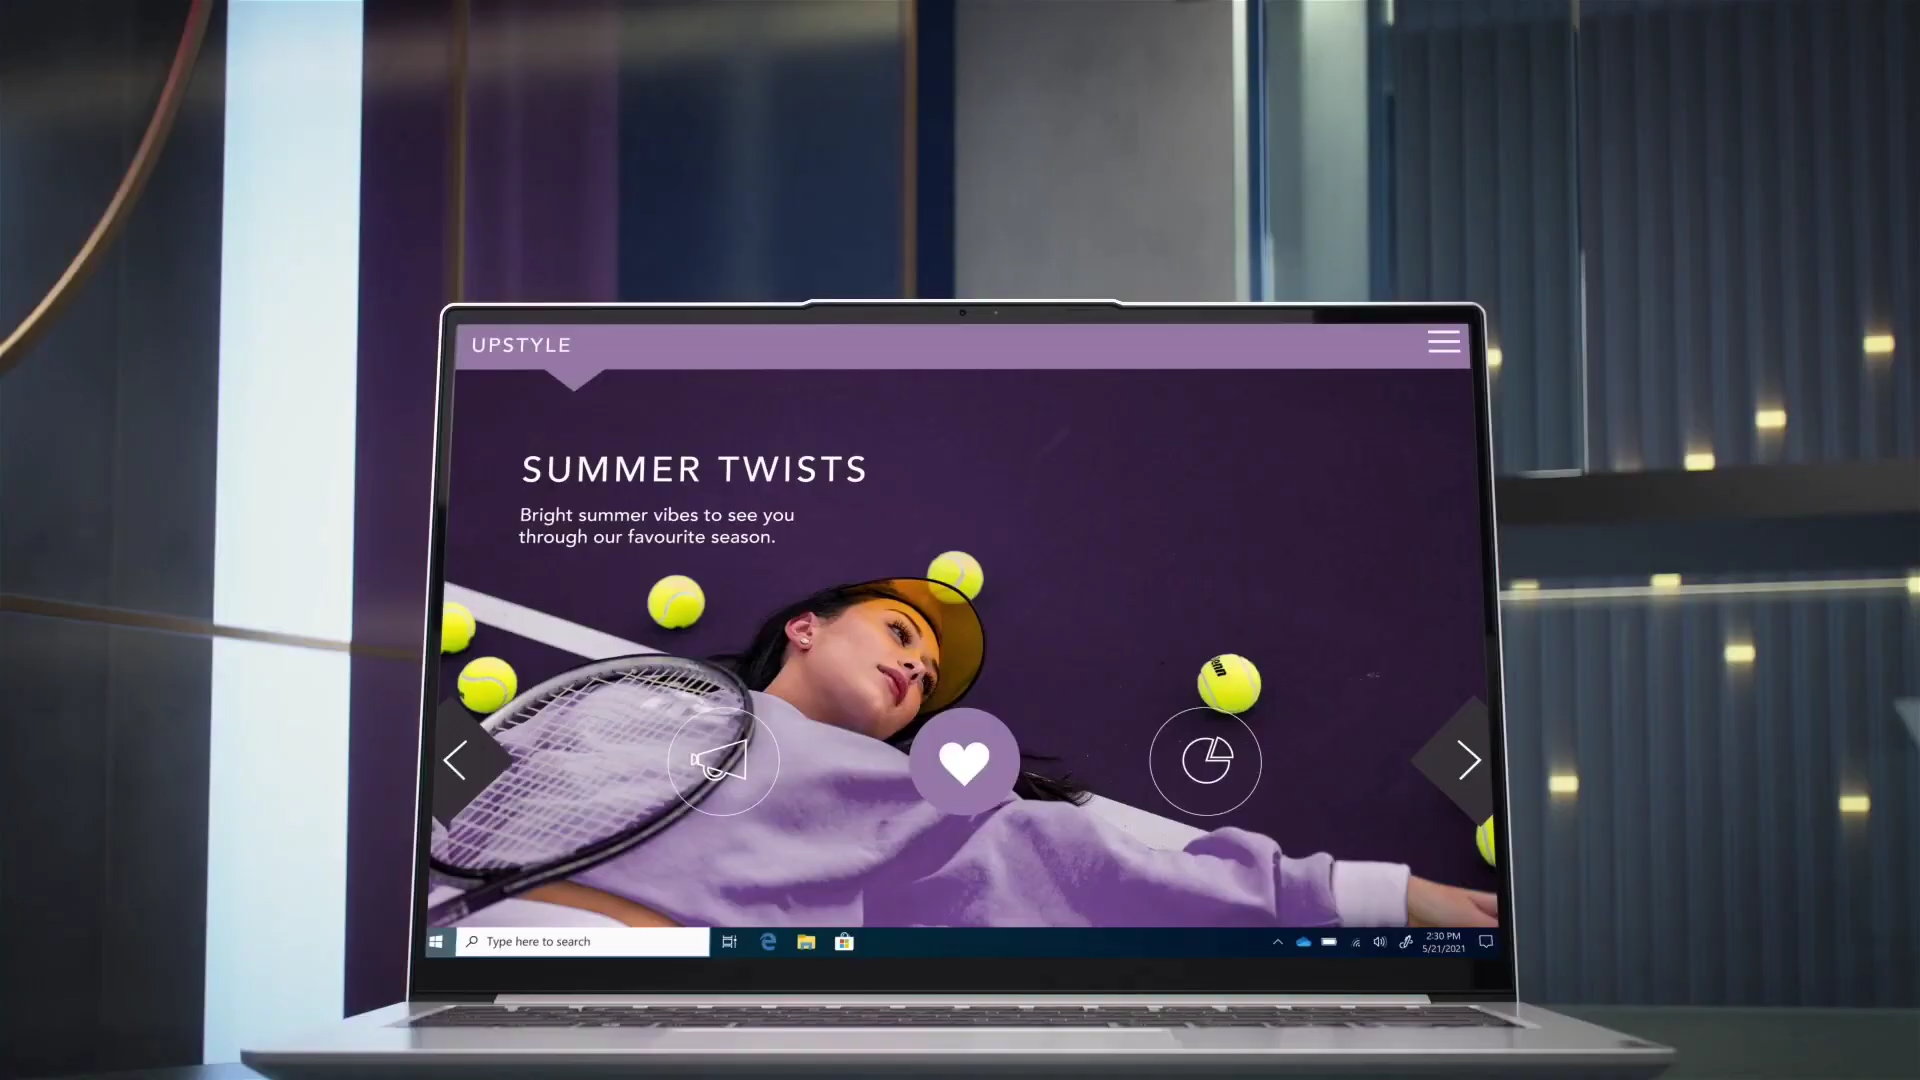 UPSTYLE
SUMMER TWISTS
Bright summer vibes to see you
through our favourite season.
Type here to search
2:30 PM
5/21/2021